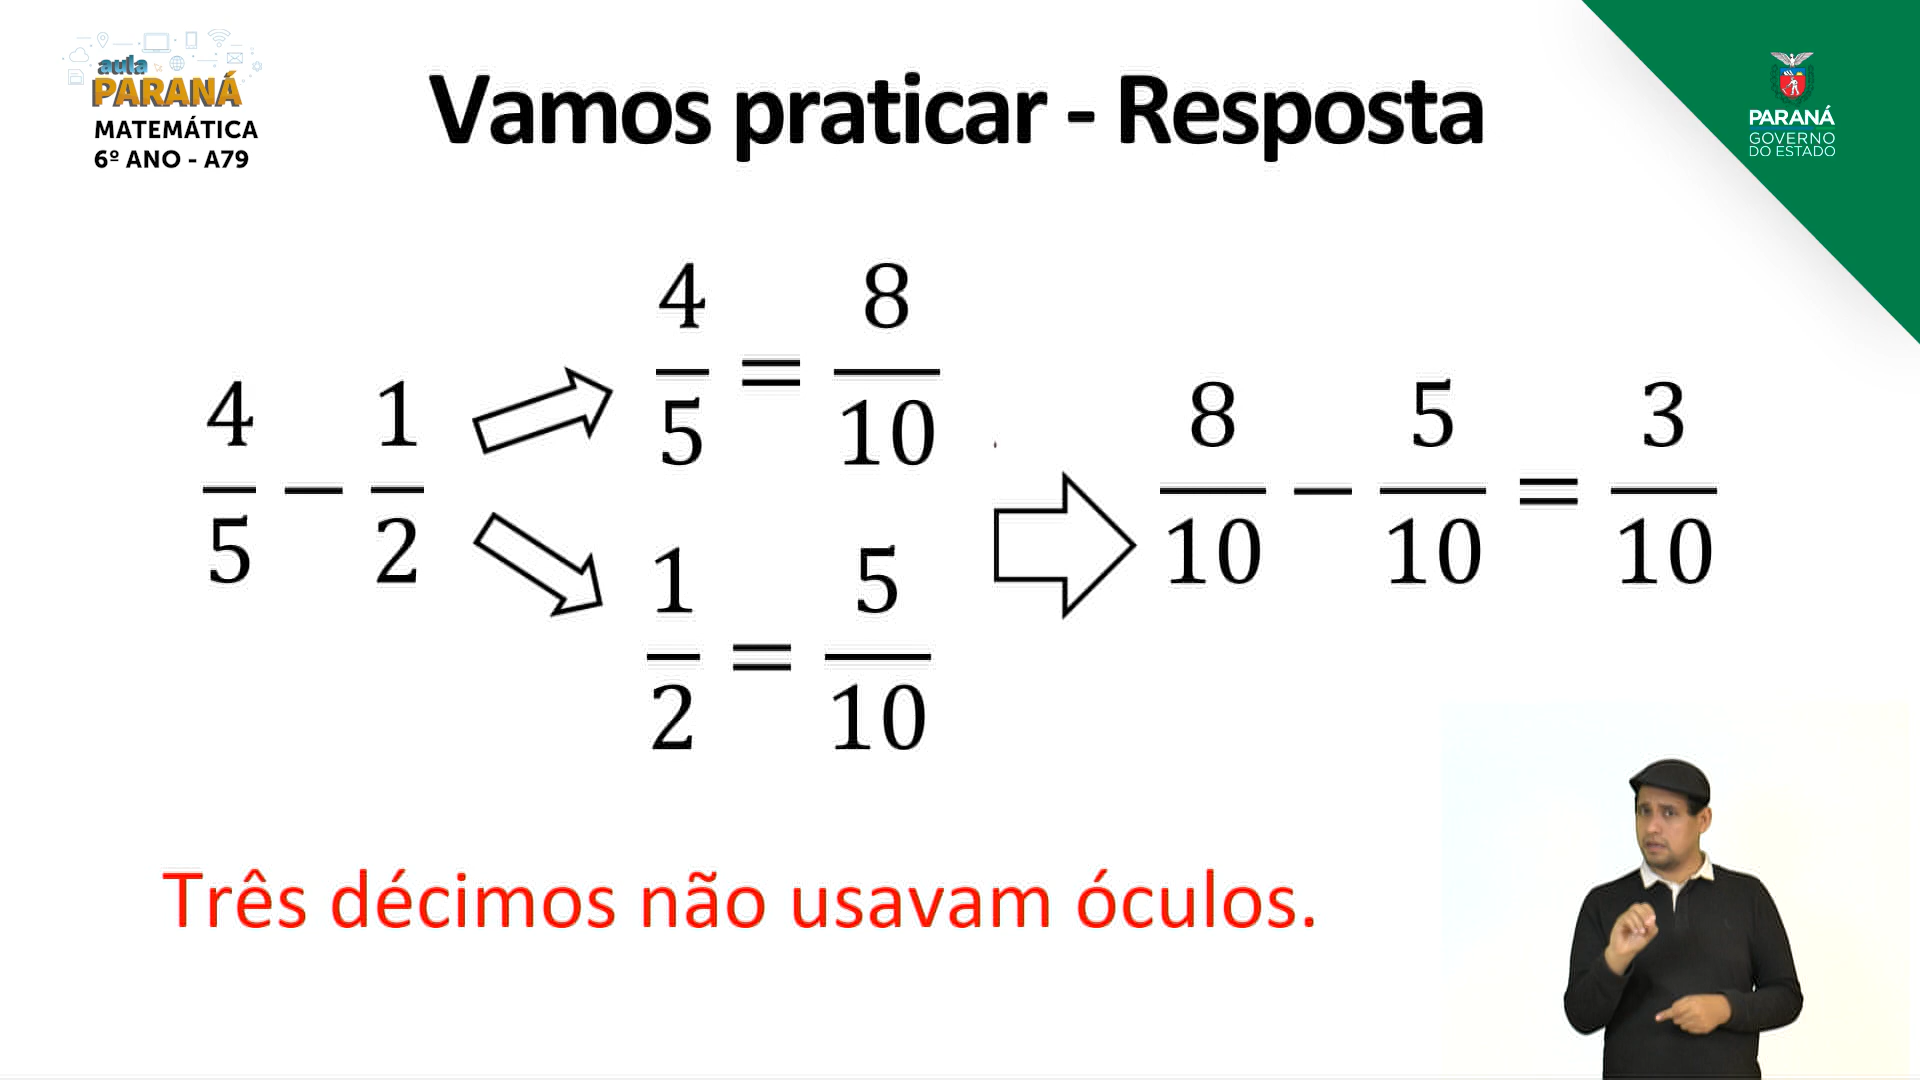 aula
PARANÁ
MATEMÁTICA
6º ANO - A79
Vamos praticar - Resposta
PARANÁ
GOVERNO
DO ESTADO
4/5 − 1/2
4/5 = 8/10
1/2 = 5/10
8/10 − 5/10 = 3/10
Três décimos não usavam óculos.